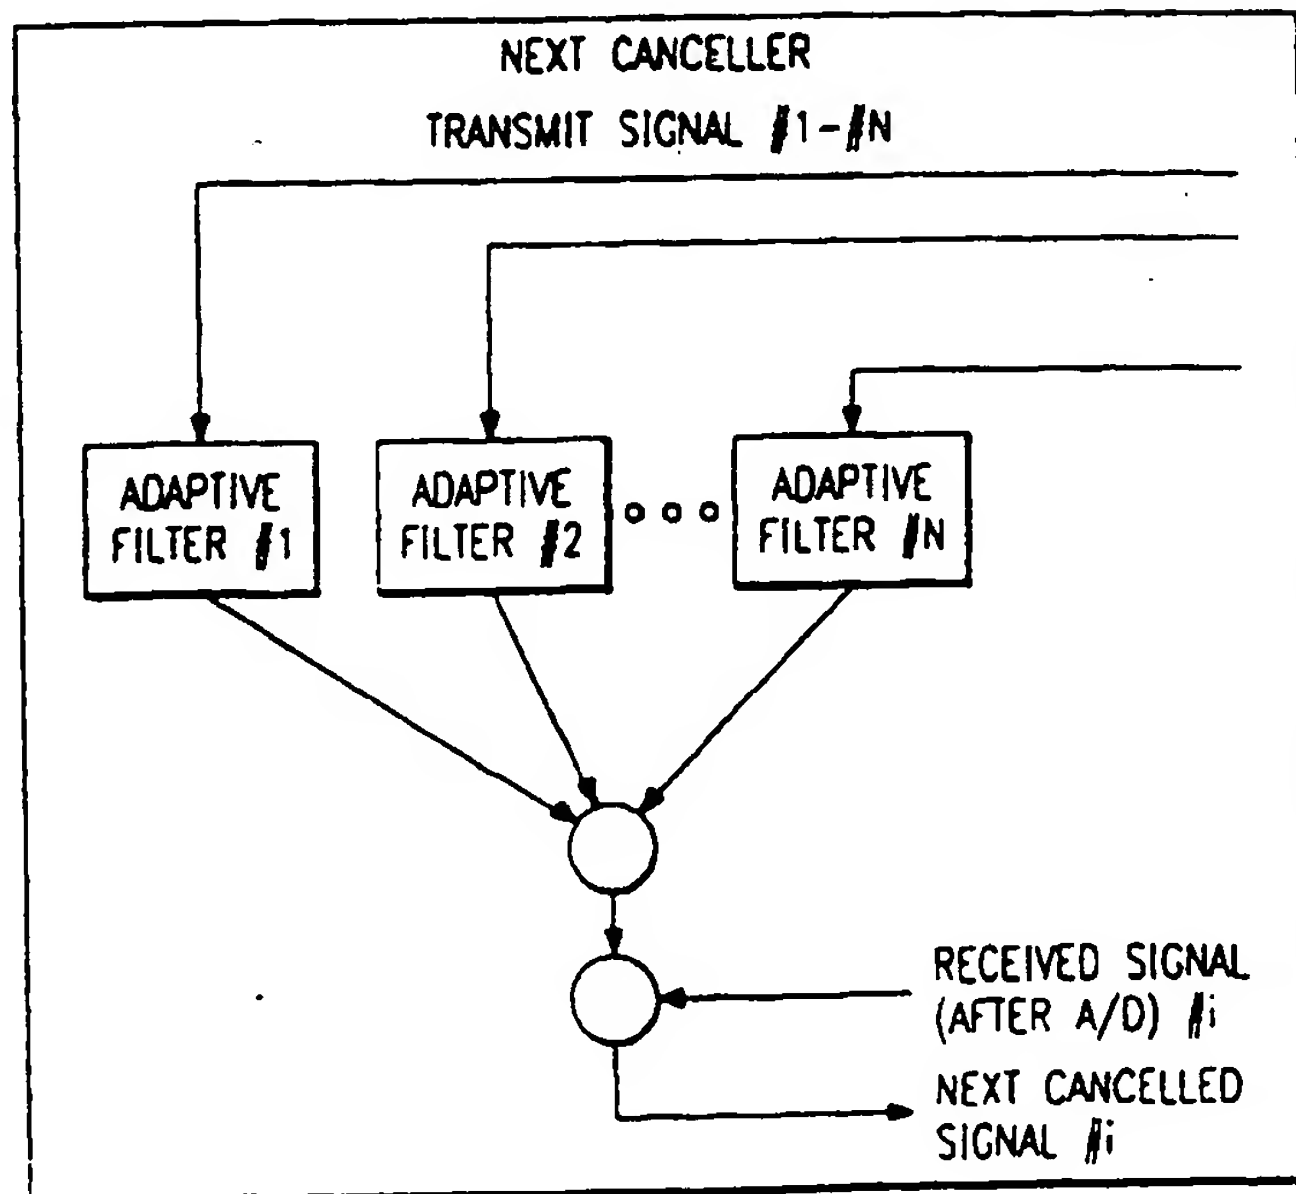 NEXT CANCELLER
TRANSMIT SIGNAL #1-#N
ADAPTIVE
FILTER #1
ADAPTIVE
FILTER #2
ADAPTIVE
FILTER #N
RECEIVED SIGNAL
(AFTER A/D) #i
NEXT CANCELLED
SIGNAL #i